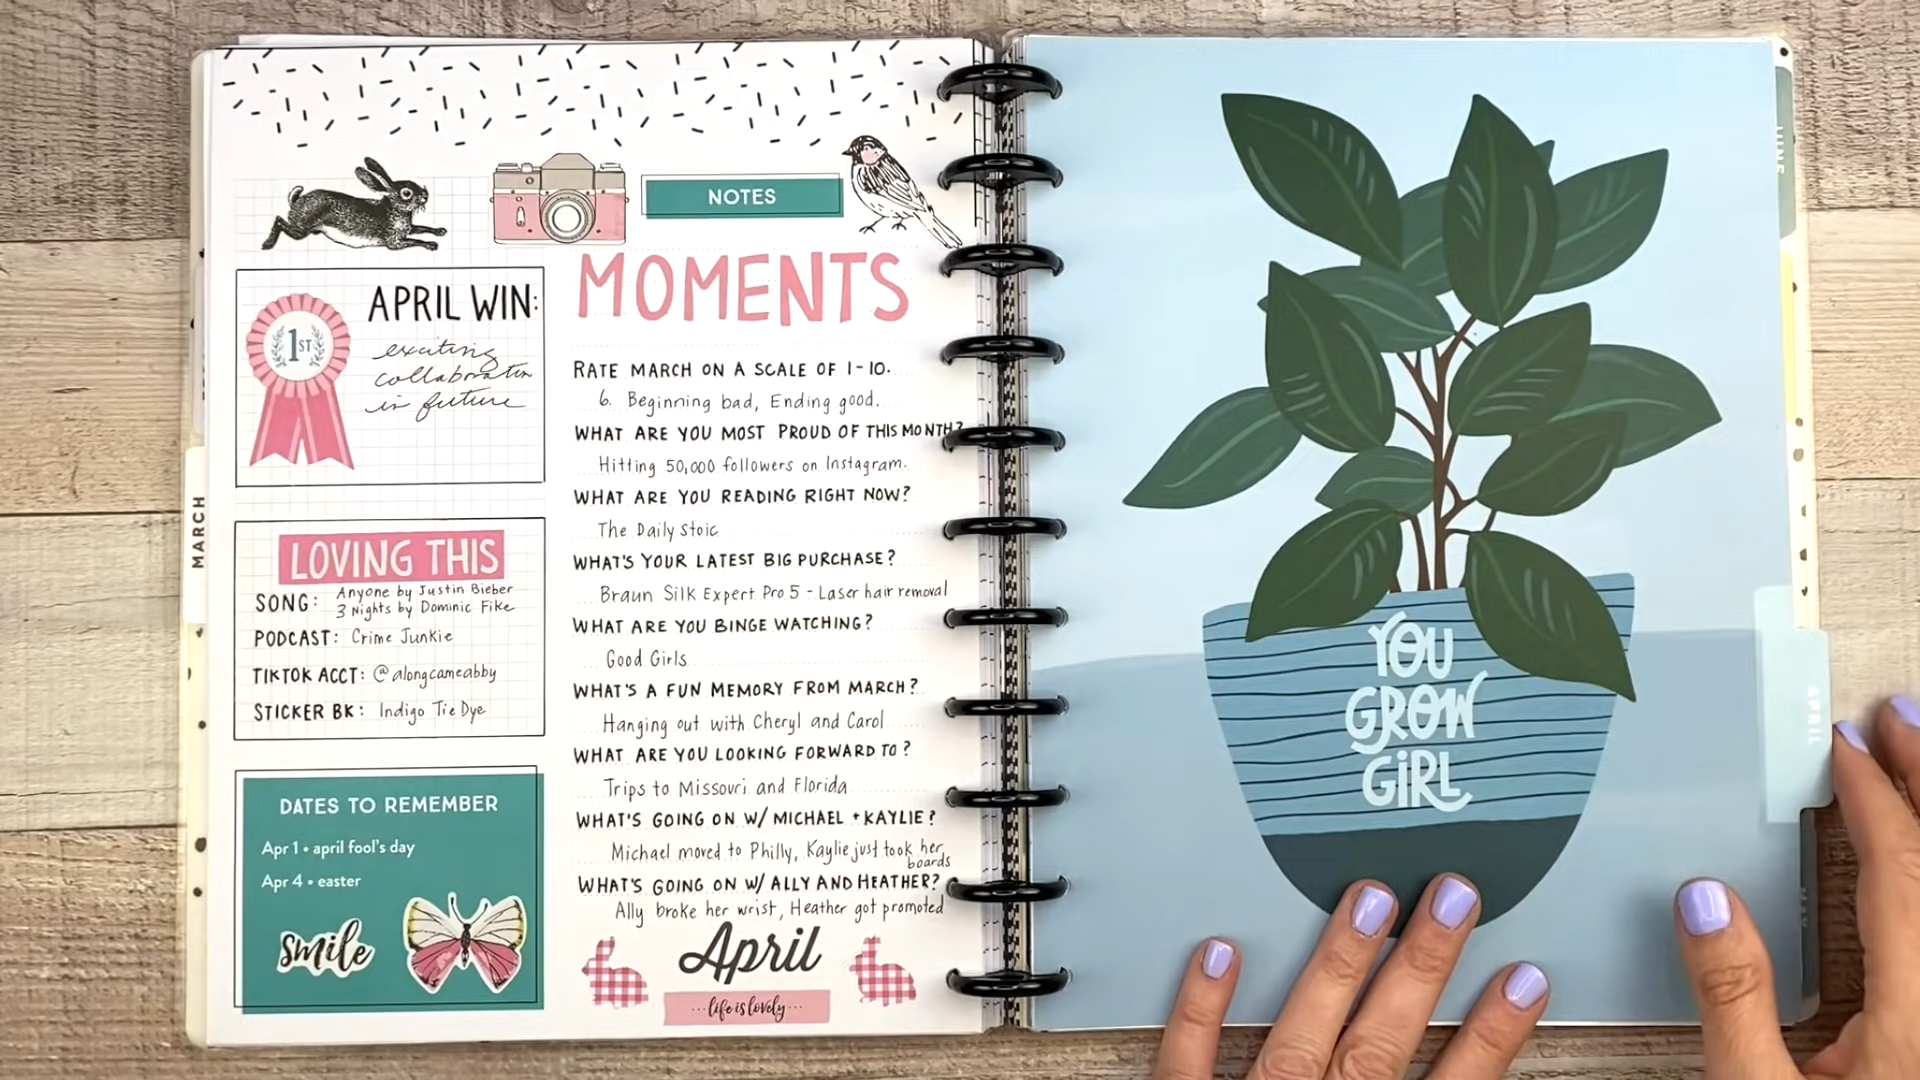 NOTES
MOMENTS
APRIL WIN:
1ST
exciting
collaboration
in future
LOVING THIS
SONG: Anyone by Justin Bieber
3 Nights by Dominic Fike
PODCAST: Crime Junkie
TIKTOK ACCT: @alongcameabby
STICKER BK: Indigo Tie Dye
DATES TO REMEMBER
Apr 1 • april fool's day
Apr 4 • easter
smile
RATE MARCH ON A SCALE OF 1-10.
6. Beginning bad, Ending good.
WHAT ARE YOU MOST PROUD OF THIS MONTH?
Hitting 50,000 followers on Instagram.
WHAT ARE YOU READING RIGHT NOW?
The Daily Stoic
WHAT'S YOUR LATEST BIG PURCHASE?
Braun Silk Expert Pro 5 - Laser hair removal
WHAT ARE YOU BINGE WATCHING?
Good Girls
WHAT'S A FUN MEMORY FROM MARCH?
Hanging out with Cheryl and Carol
WHAT ARE YOU LOOKING FORWARD TO?
Trips to Missouri and Florida
WHAT'S GOING ON W/ MICHAEL + KAYLIE?
Michael moved to Philly, Kaylie just took her
boards
WHAT'S GOING ON W/ ALLY AND HEATHER?
Ally broke her wrist, Heather got promoted
April
···life is lovely···
MARCH
YOU
GROW
GiRL
JUNE
APRIL
MAY